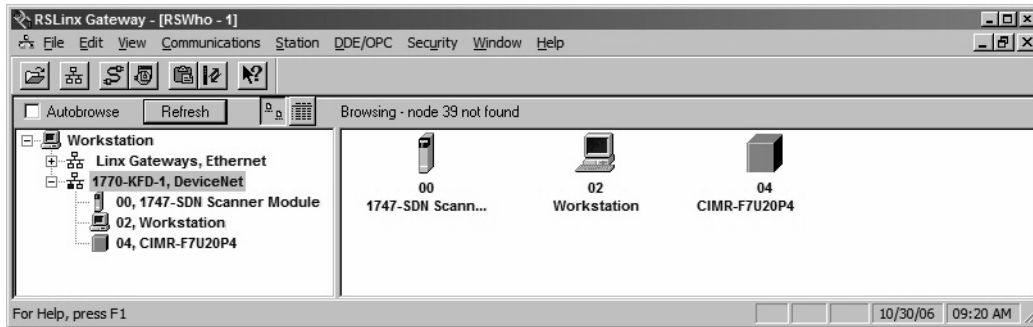 RSLinx Gateway - [RSWho - 1]
File Edit View Communications Station DDE/OPC Security Window Help
Autobrowse Refresh Browsing - node 39 not found
Workstation
Linx Gateways, Ethernet
1770-KFD-1, DeviceNet
00, 1747-SDN Scanner Module
02, Workstation
04, CIMR-F7U20P4
00 02 04
1747-SDN Scann... Workstation CIMR-F7U20P4
For Help, press F1 10/30/06 09:20 AM